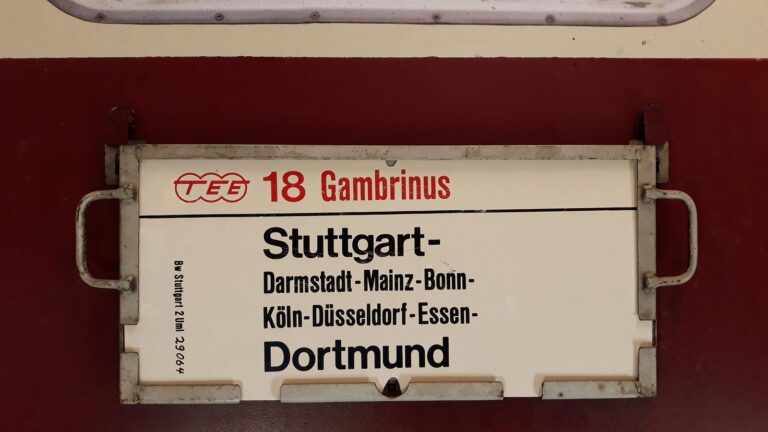 TEE 18 Gambrinus
Stuttgart-
Darmstadt-Mainz-Bonn-
Köln-Düsseldorf-Essen-
Dortmund
Bw Stuttgart 2 Uml 29064